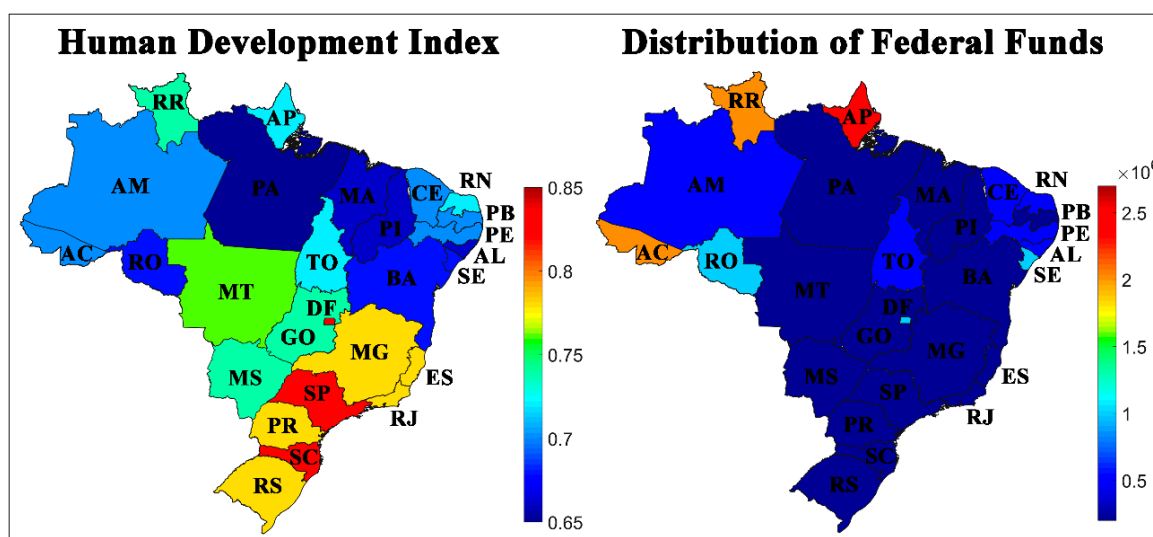 Human Development Index
RR
AP
AM
PA
MA
CE
RN
PB
PI
PE
AC
RO
TO
BA
AL
SE
MT
DF
GO
MG
MS
ES
SP
RJ
PR
SC
RS
0.85
0.8
0.75
0.7
0.65
Distribution of Federal Funds
RR
AP
AM
PA
MA
CE
RN
PB
PI
PE
AC
RO
TO
BA
AL
SE
MT
DF
GO
MG
MS
ES
SP
RJ
PR
SC
RS
×10⁶
2.5
2
1.5
1
0.5